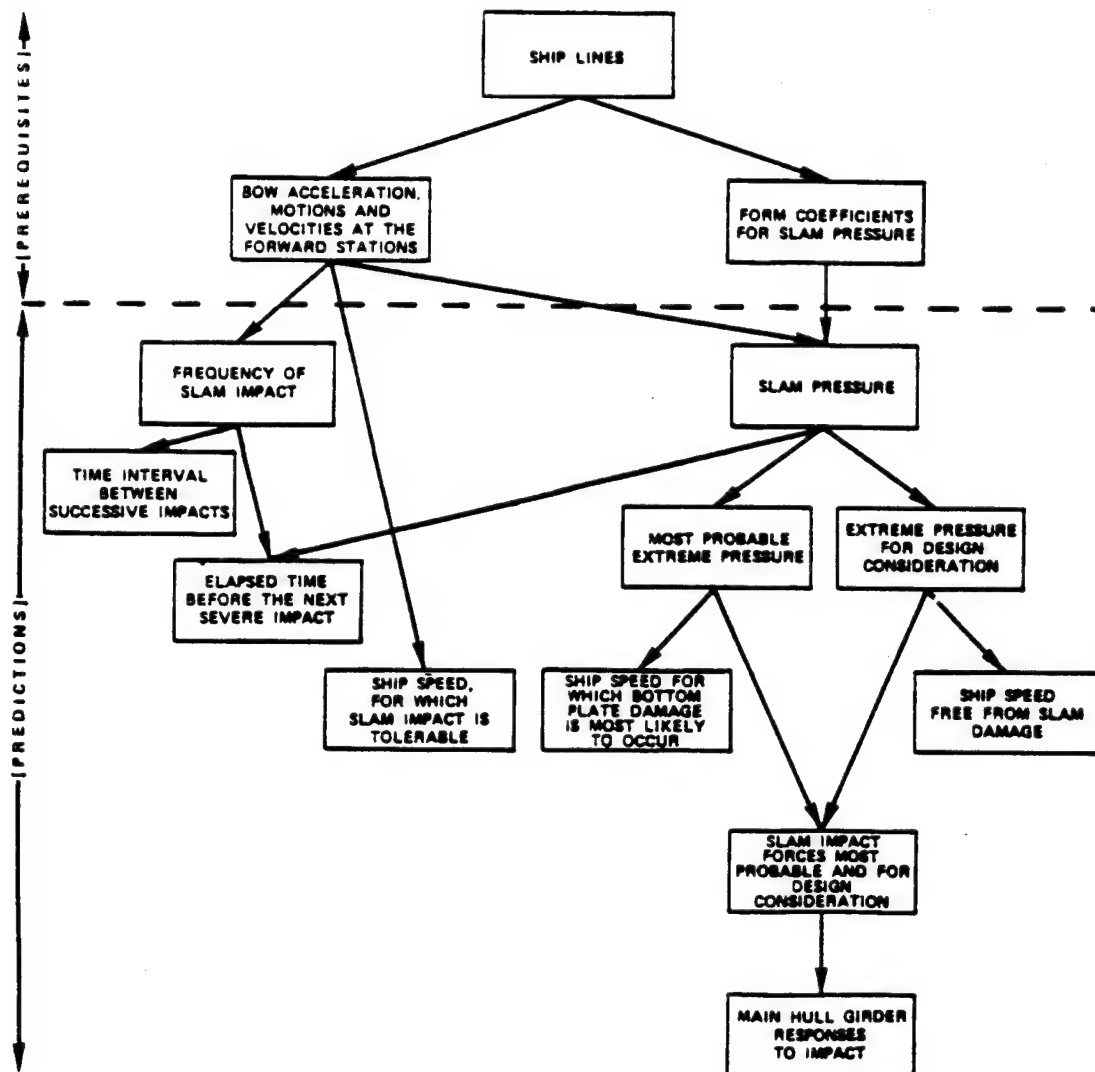 [PREREQUISITES]
SHIP LINES
BOW ACCELERATION,
MOTIONS AND
VELOCITIES AT THE
FORWARD STATIONS
FORM COEFFICIENTS
FOR SLAM PRESSURE
[PREDICTIONS]
FREQUENCY OF
SLAM IMPACT
SLAM PRESSURE
TIME INTERVAL
BETWEEN
SUCCESSIVE IMPACTS
MOST PROBABLE
EXTREME PRESSURE
EXTREME PRESSURE
FOR DESIGN
CONSIDERATION
ELAPSED TIME
BEFORE THE NEXT
SEVERE IMPACT
SHIP SPEED,
FOR WHICH
SLAM IMPACT IS
TOLERABLE
SHIP SPEED FOR
WHICH BOTTOM
PLATE DAMAGE
IS MOST LIKELY
TO OCCUR
SHIP SPEED
FREE FROM SLAM
DAMAGE
SLAM IMPACT
FORCES MOST
PROBABLE AND FOR
DESIGN
CONSIDERATION
MAIN HULL GIRDER
RESPONSES
TO IMPACT